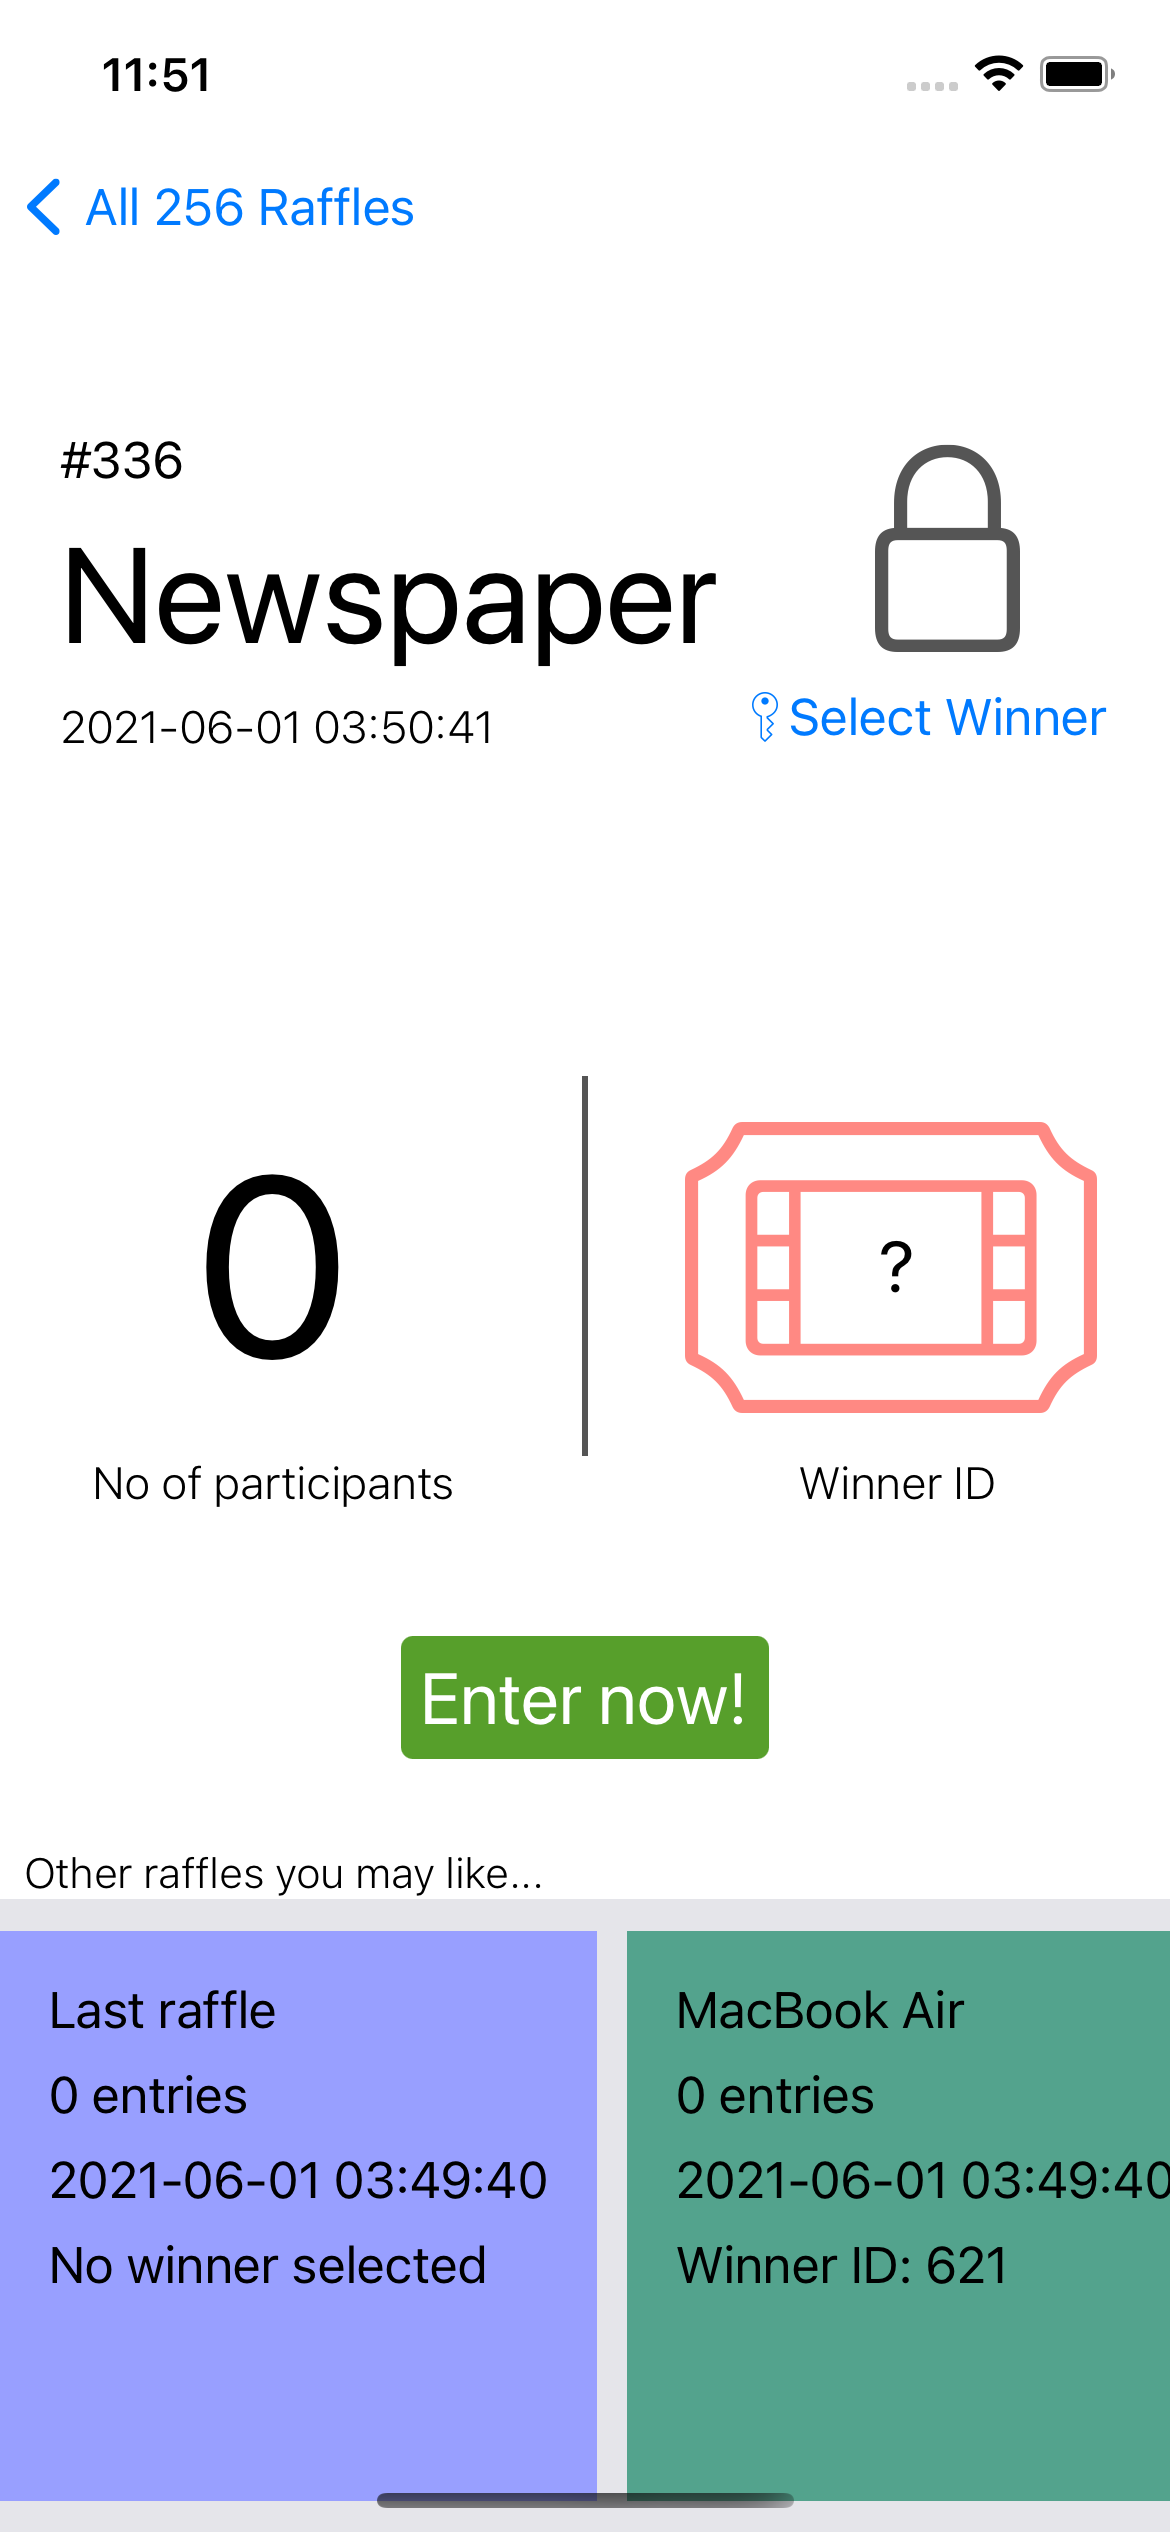 11:51
All 256 Raffles
#336
Newspaper
2021-06-01 03:50:41
Select Winner
0
?
No of participants
Winner ID
Enter now!
Other raffles you may like...
Last raffle
0 entries
2021-06-01 03:49:40
No winner selected
MacBook Air
0 entries
2021-06-01 03:49:40
Winner ID: 621